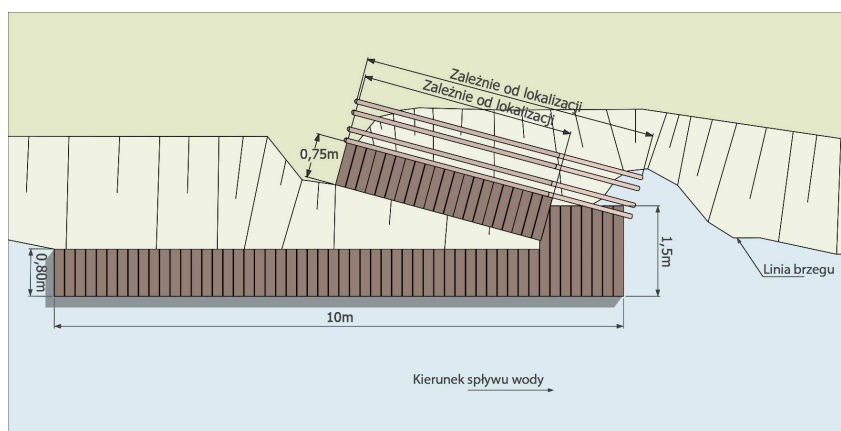 Zależnie od lokalizacji
Zależnie od lokalizacji
0,75m
0,80m
1,5m
Linia brzegu
10m
Kierunek spływu wody